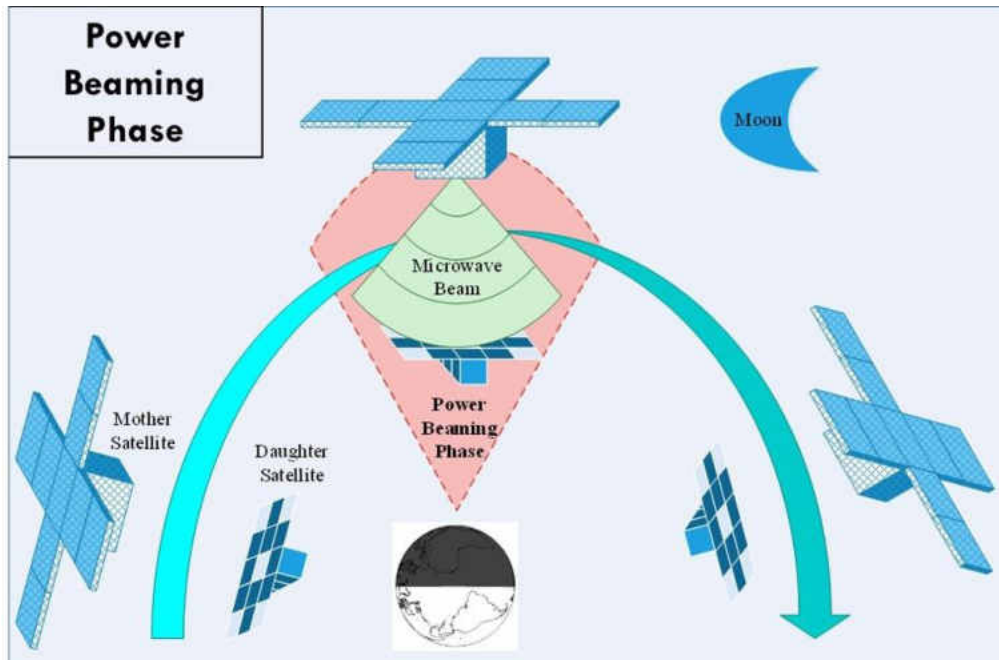 Power
Beaming
Phase
Moon
Microwave
Beam
Mother
Satellite
Daughter
Satellite
Power
Beaming
Phase